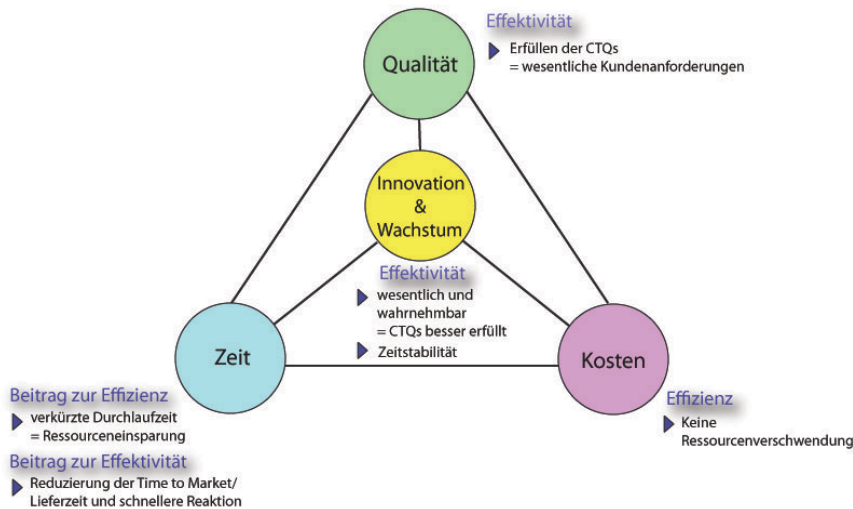 Effektivität
Erfüllen der CTQs
= wesentliche Kundenanforderungen
Qualität
Innovation
&
Wachstum
Effektivität
wesentlich und
wahrnehmbar
= CTQs besser erfüllt
Zeitstabilität
Zeit
Kosten
Beitrag zur Effizienz
verkürzte Durchlaufzeit
= Ressourceneinsparung
Beitrag zur Effektivität
Reduzierung der Time to Market/
Lieferzeit und schnellere Reaktion
Effizienz
Keine
Ressourcenverschwendung